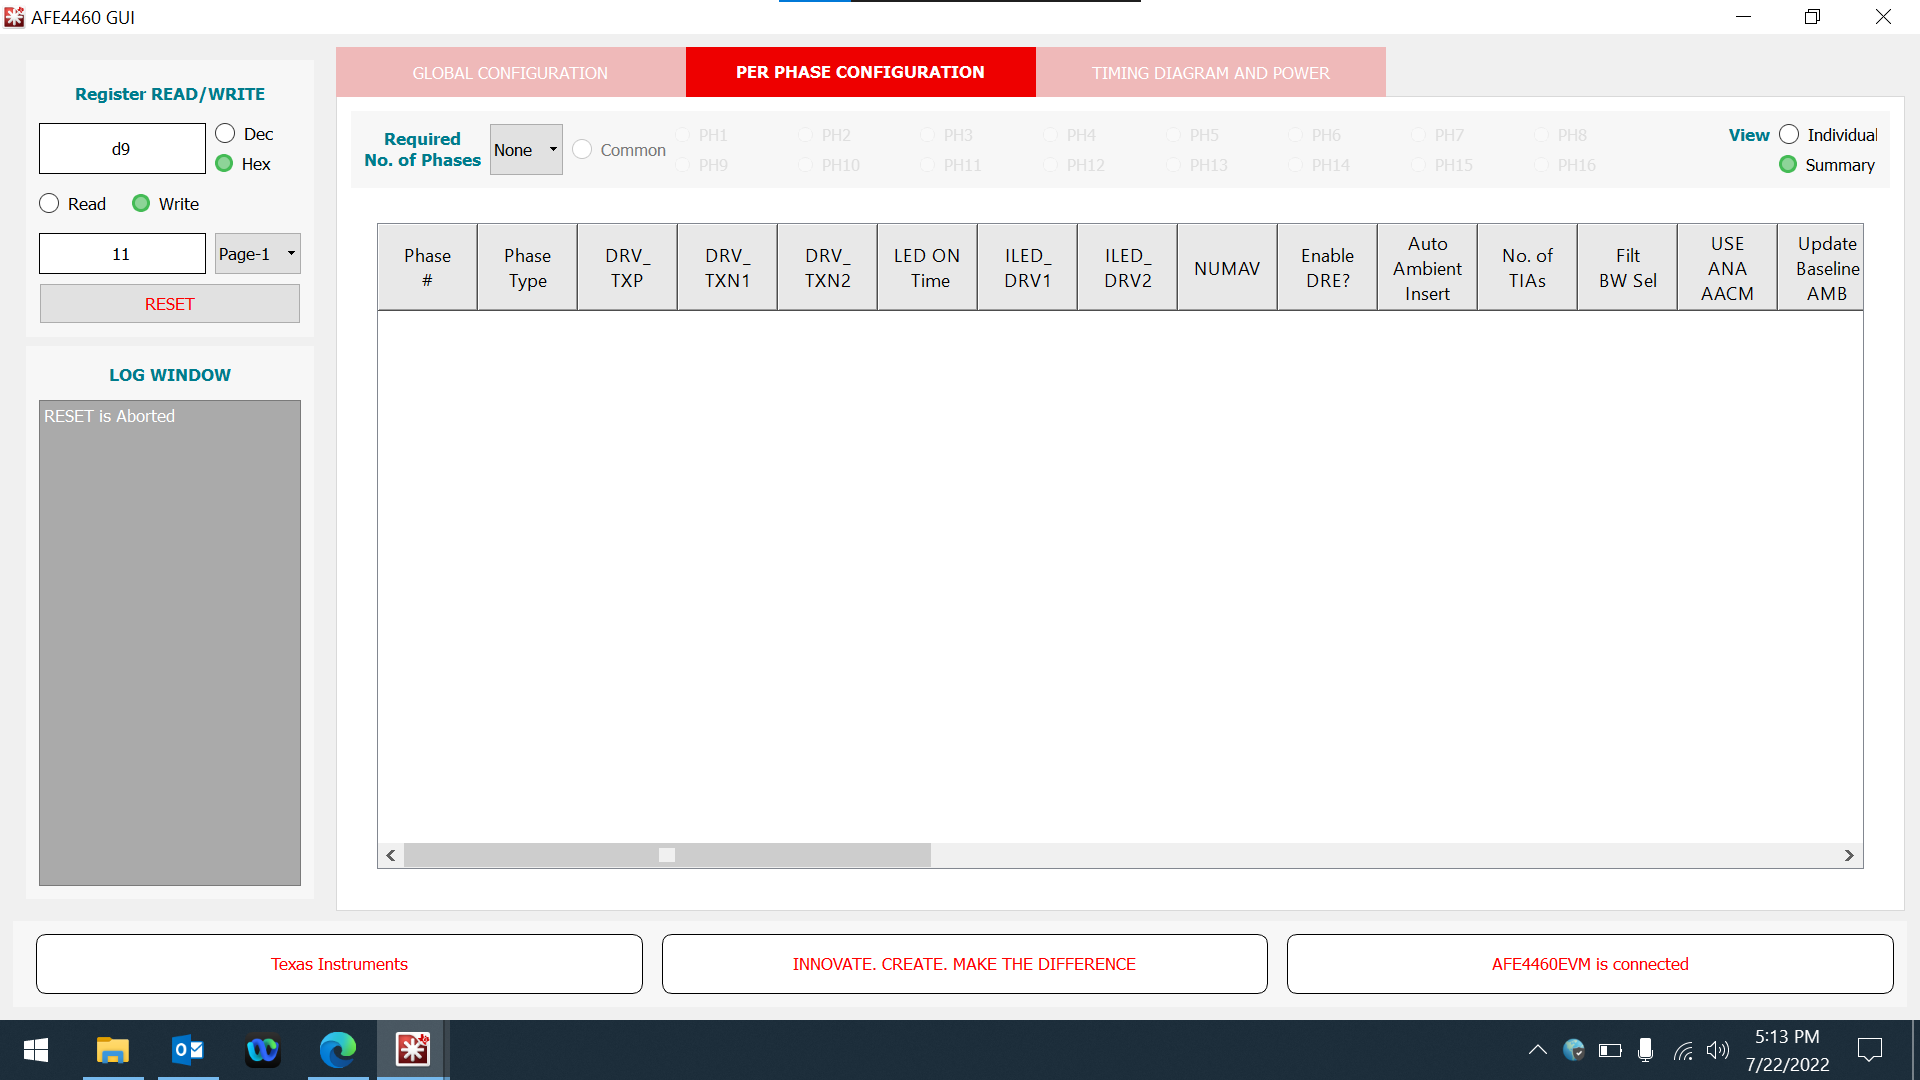 AFE4460 GUI
GLOBAL CONFIGURATION
PER PHASE CONFIGURATION
TIMING DIAGRAM AND POWER
Register READ/WRITE
d9
Dec
Hex
Read
Write
11
Page-1
RESET
LOG WINDOW
RESET is Aborted
Required
No. of Phases
None
Common
PH1
PH2
PH3
PH4
PH5
PH6
PH7
PH8
PH9
PH10
PH11
PH12
PH13
PH14
PH15
PH16
View
Individual
Summary
Phase
#
Phase
Type
DRV_
TXP
DRV_
TXN1
DRV_
TXN2
LED ON
Time
ILED_
DRV1
ILED_
DRV2
NUMAV
Enable
DRE?
Auto
Ambient
Insert
No. of
TIAs
Filt
BW Sel
USE
ANA
AACM
Update
Baseline
AMB
Texas Instruments
INNOVATE. CREATE. MAKE THE DIFFERENCE
AFE4460EVM is connected
5:13 PM
7/22/2022